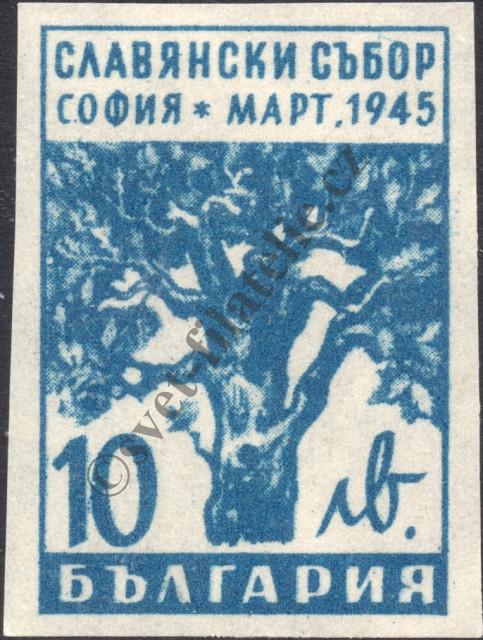 СЛАВЯНСКИ СЪБОР
СОФИЯ * МАРТ. 1945
©svet-filatelie.cz
10 лв.
БЪЛГАРИЯ